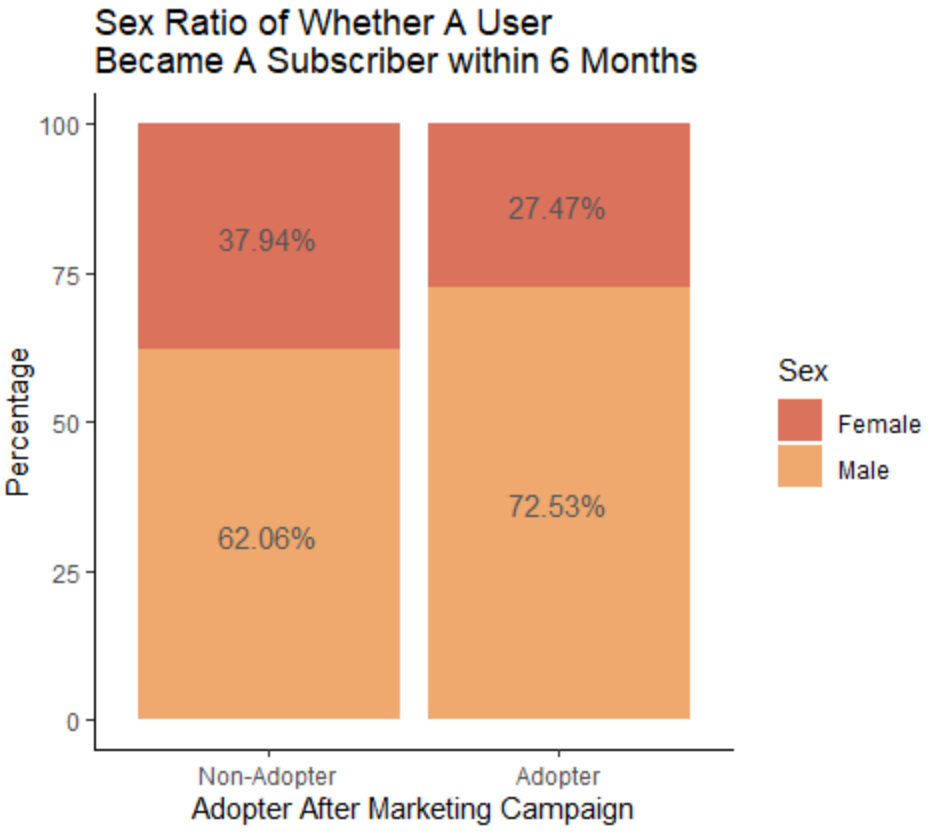 Sex Ratio of Whether A User
Became A Subscriber within 6 Months
100
75
50
25
0
Percentage
37.94%
62.06%
27.47%
72.53%
Non-Adopter
Adopter
Adopter After Marketing Campaign
Sex
Female
Male